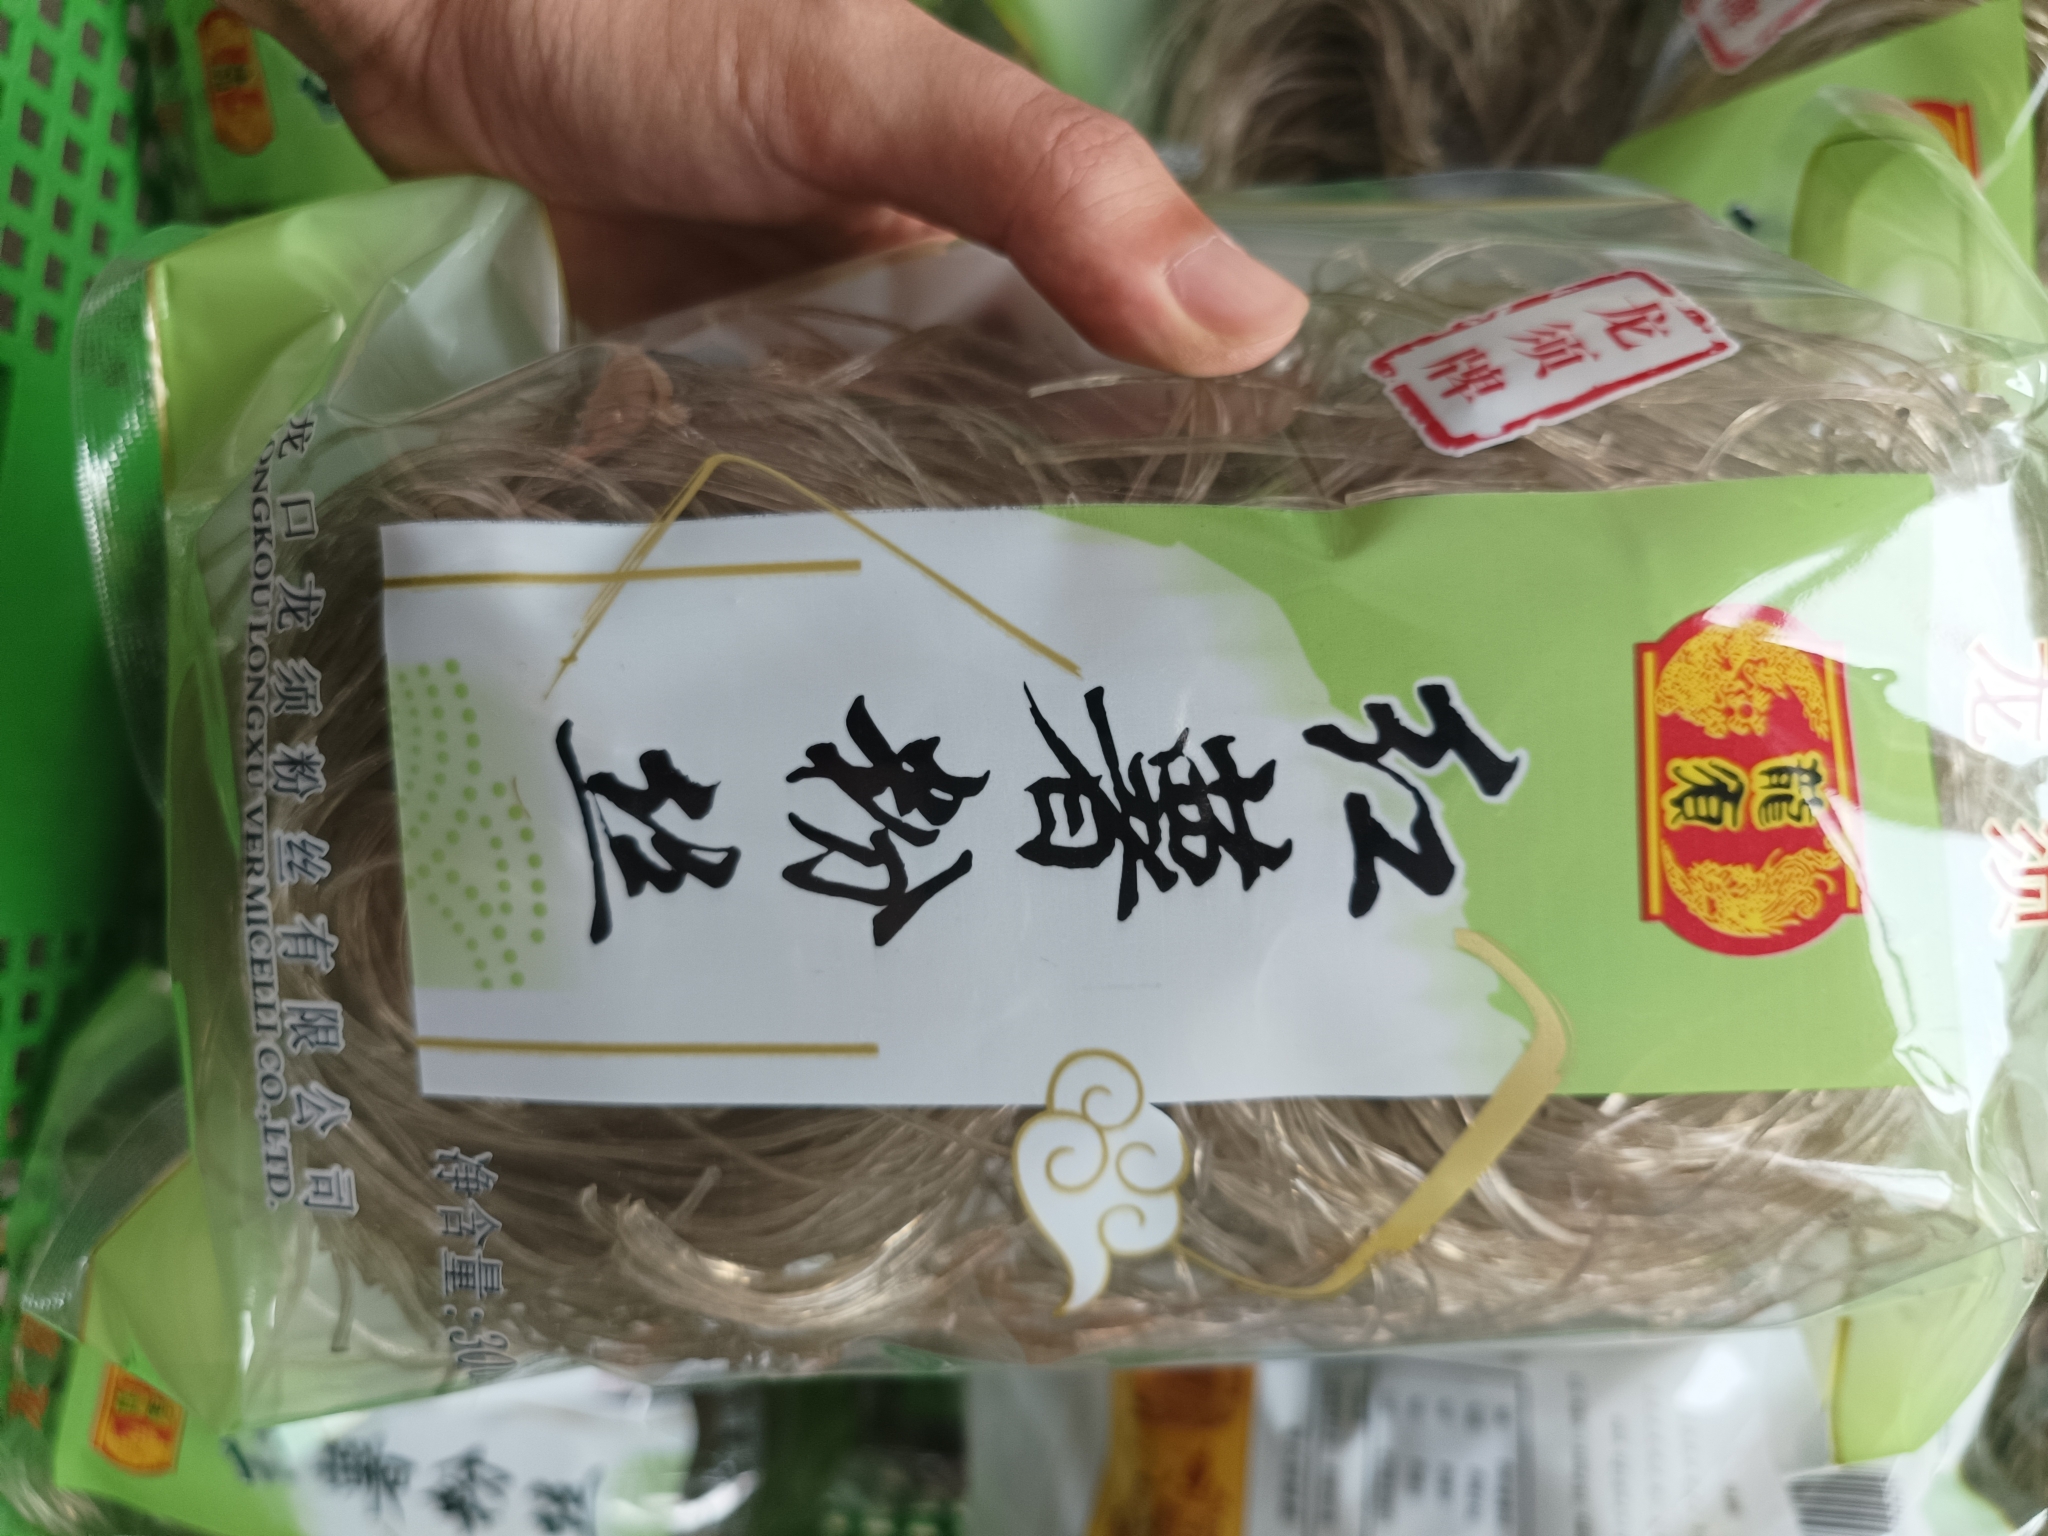 龙须牌
龍須
龙须
红薯粉丝
龙口龙须粉丝有限公司
LONGKOU LONGXU VERMICELLI CO.,LTD.
净含量: